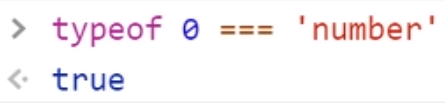 > typeof 0 === 'number'
<· true